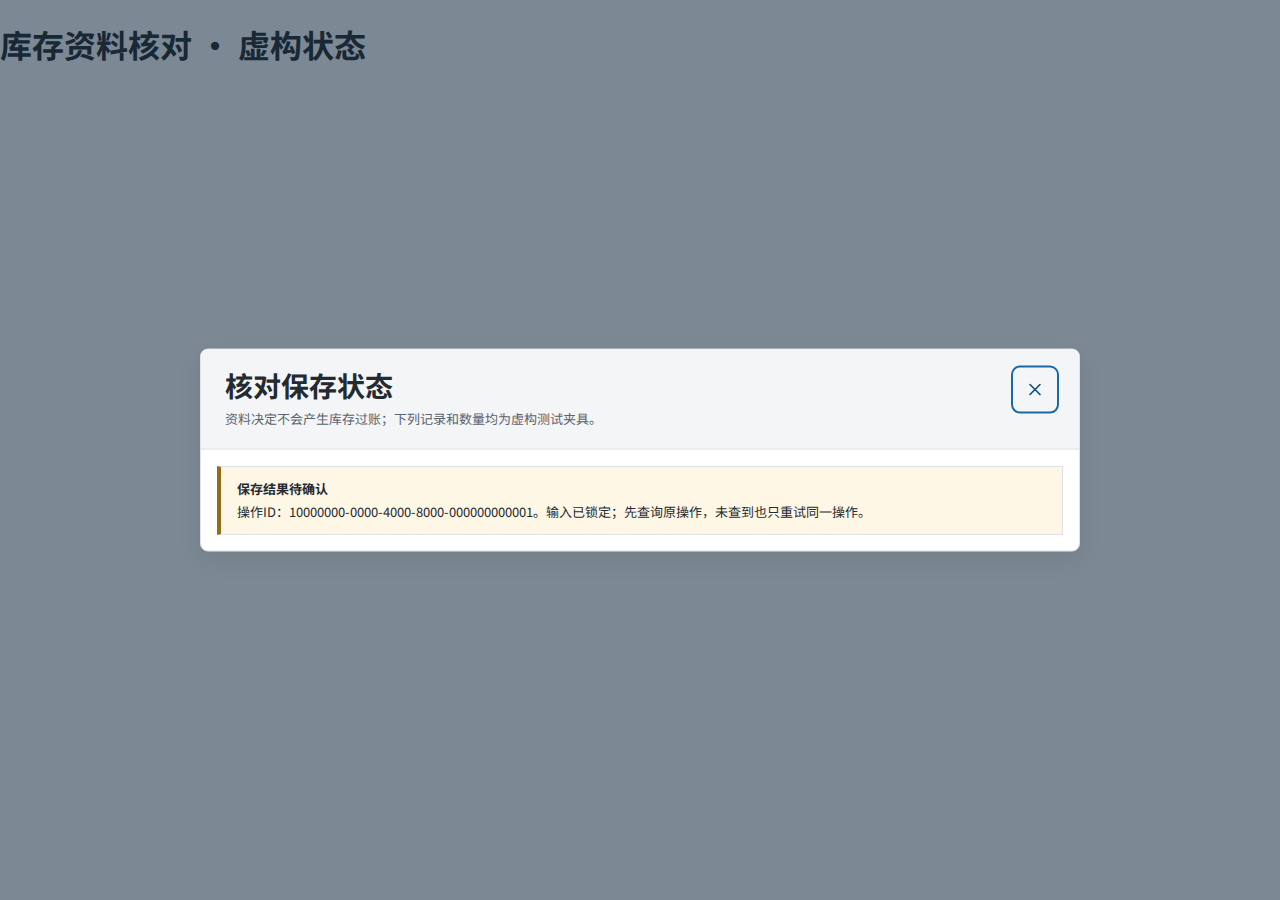 库存资料核对 · 虚构状态
核对保存状态
资料决定不会产生库存过账；下列记录和数量均为虚构测试夹具。
保存结果待确认
操作ID：10000000-0000-4000-8000-000000000001。输入已锁定；先查询原操作，未查到也只重试同一操作。